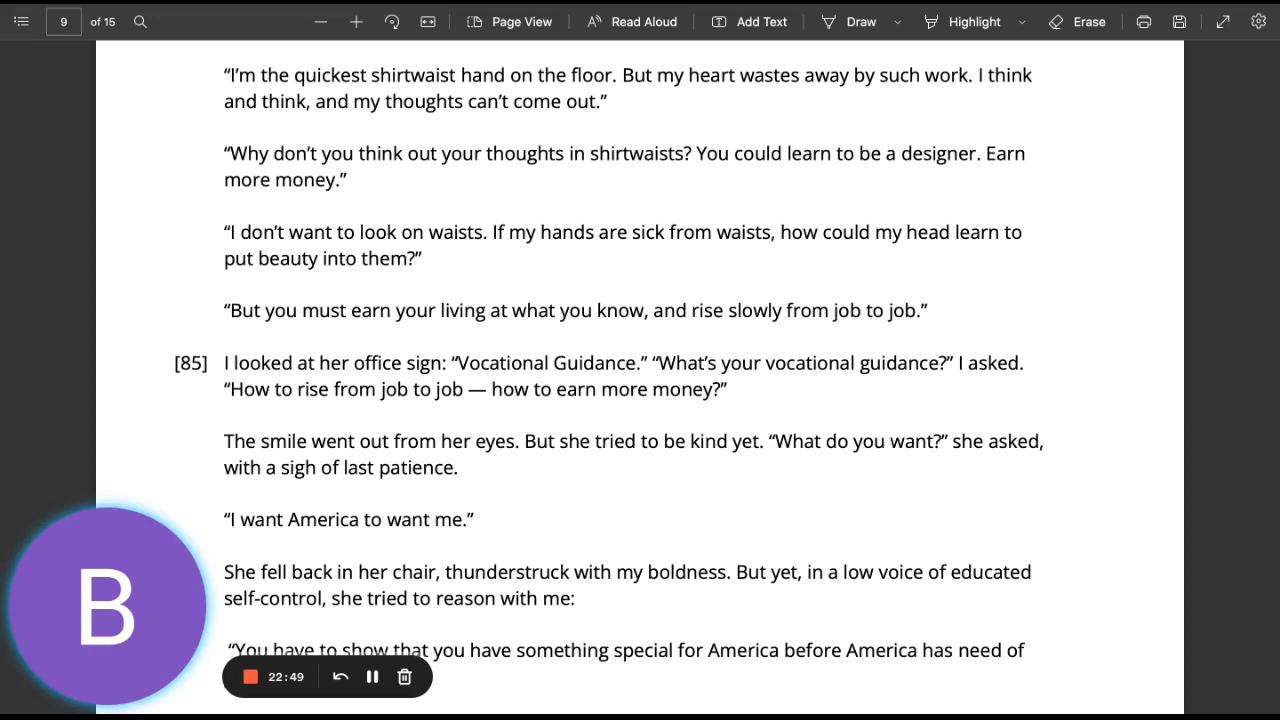 9 of 15 Page View Read Aloud Add Text Draw Highlight Erase
“I’m the quickest shirtwaist hand on the floor. But my heart wastes away by such work. I think
and think, and my thoughts can’t come out.”
“Why don’t you think out your thoughts in shirtwaists? You could learn to be a designer. Earn
more money.”
“I don’t want to look on waists. If my hands are sick from waists, how could my head learn to
put beauty into them?”
“But you must earn your living at what you know, and rise slowly from job to job.”
[85] I looked at her office sign: “Vocational Guidance.” “What’s your vocational guidance?” I asked.
“How to rise from job to job — how to earn more money?”
The smile went out from her eyes. But she tried to be kind yet. “What do you want?” she asked,
with a sigh of last patience.
“I want America to want me.”
She fell back in her chair, thunderstruck with my boldness. But yet, in a low voice of educated
self-control, she tried to reason with me:
“You have to show that you have something special for America before America has need of
B
22:49